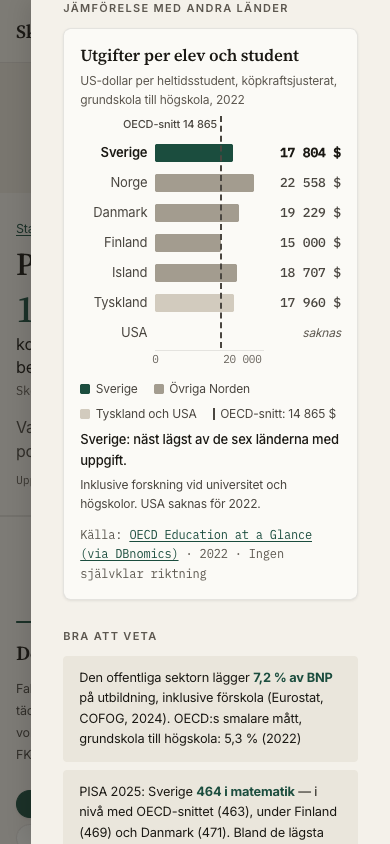 JÄMFÖRELSE MED ANDRA LÄNDER
Utgifter per elev och student
US-dollar per heltidsstudent, köpkraftsjusterat,
grundskola till högskola, 2022
OECD-snitt 14 865
Sverige 17 804 $
Norge 22 558 $
Danmark 19 229 $
Finland 15 000 $
Island 18 707 $
Tyskland 17 960 $
USA saknas
0 20 000
Sverige Övriga Norden
Tyskland och USA OECD-snitt: 14 865 $
Sverige: näst lägst av de sex länderna med
uppgift.
Inklusive forskning vid universitet och
högskolor. USA saknas för 2022.
Källa: OECD Education at a Glance
(via DBnomics) · 2022 · Ingen
självklar riktning
BRA ATT VETA
Den offentliga sektorn lägger 7,2 % av BNP
på utbildning, inklusive förskola (Eurostat,
COFOG, 2024). OECD:s smalare mått,
grundskola till högskola: 5,3 % (2022)
PISA 2025: Sverige 464 i matematik — i
nivå med OECD-snittet (463), under Finland
(469) och Danmark (471). Bland de lägsta